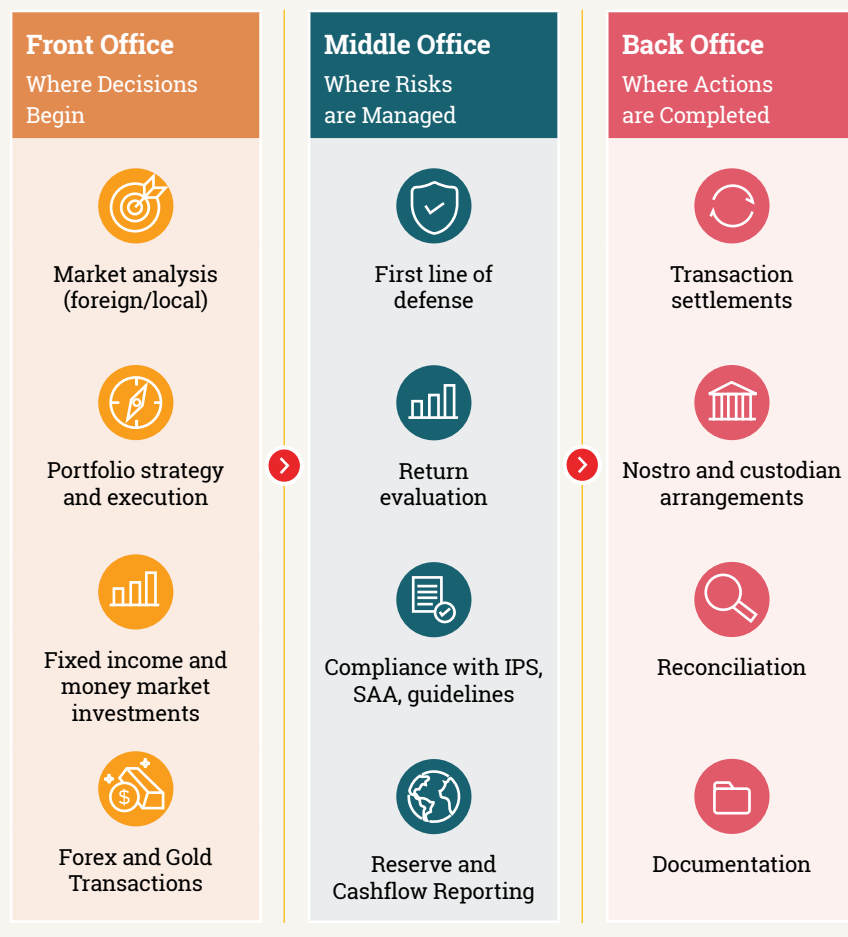 Front Office
Where Decisions
Begin
Market analysis
(foreign/local)
Portfolio strategy
and execution
Fixed income and
money market
investments
$
Forex and Gold
Transactions
Middle Office
Where Risks
are Managed
First line of
defense
Return
evaluation
Compliance with IPS,
SAA, guidelines
Reserve and
Cashflow Reporting
Back Office
Where Actions
are Completed
Transaction
settlements
Nostro and custodian
arrangements
Reconciliation
Documentation